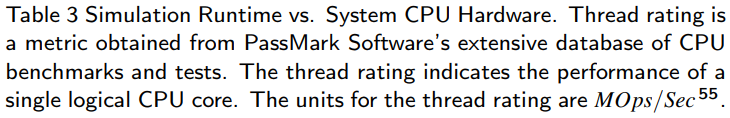 Table 3 Simulation Runtime vs. System CPU Hardware. Thread rating is
a metric obtained from PassMark Software's extensive database of CPU
benchmarks and tests. The thread rating indicates the performance of a
single logical CPU core. The units for the thread rating are MOps/Sec⁵⁵.